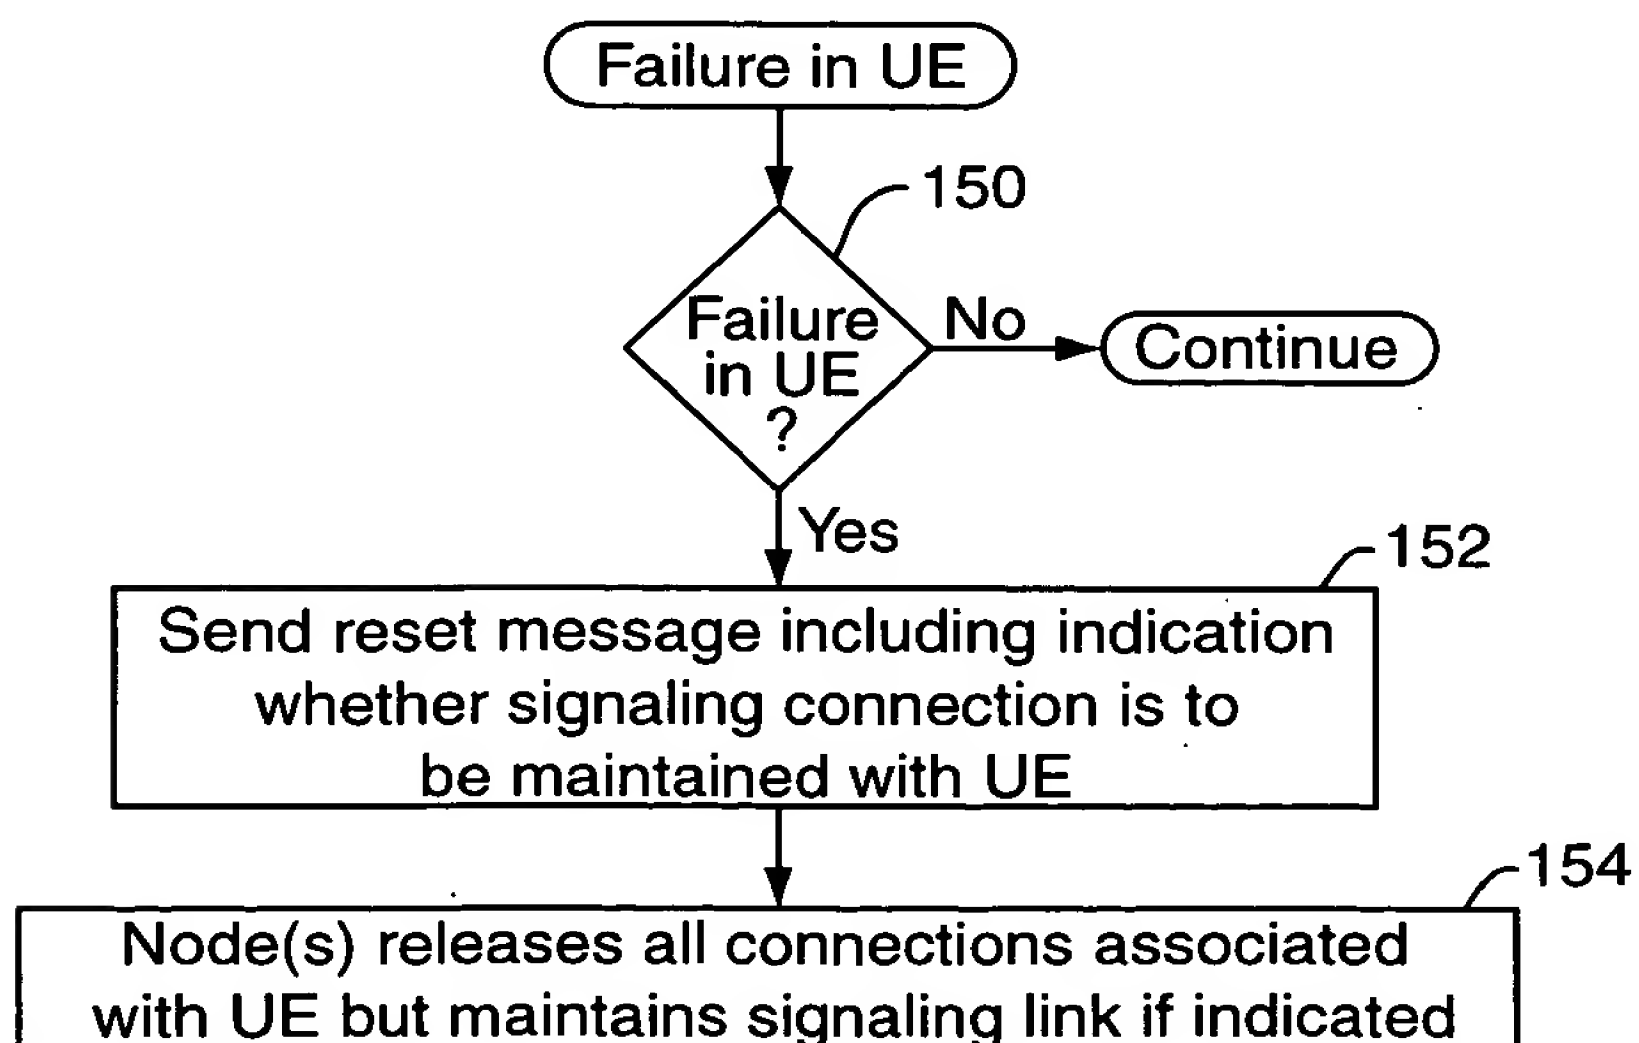 Failure in UE
150
Failure
in UE
?
No
Continue
Yes
152
Send reset message including indication
whether signaling connection is to
be maintained with UE
154
Node(s) releases all connections associated
with UE but maintains signaling link if indicated